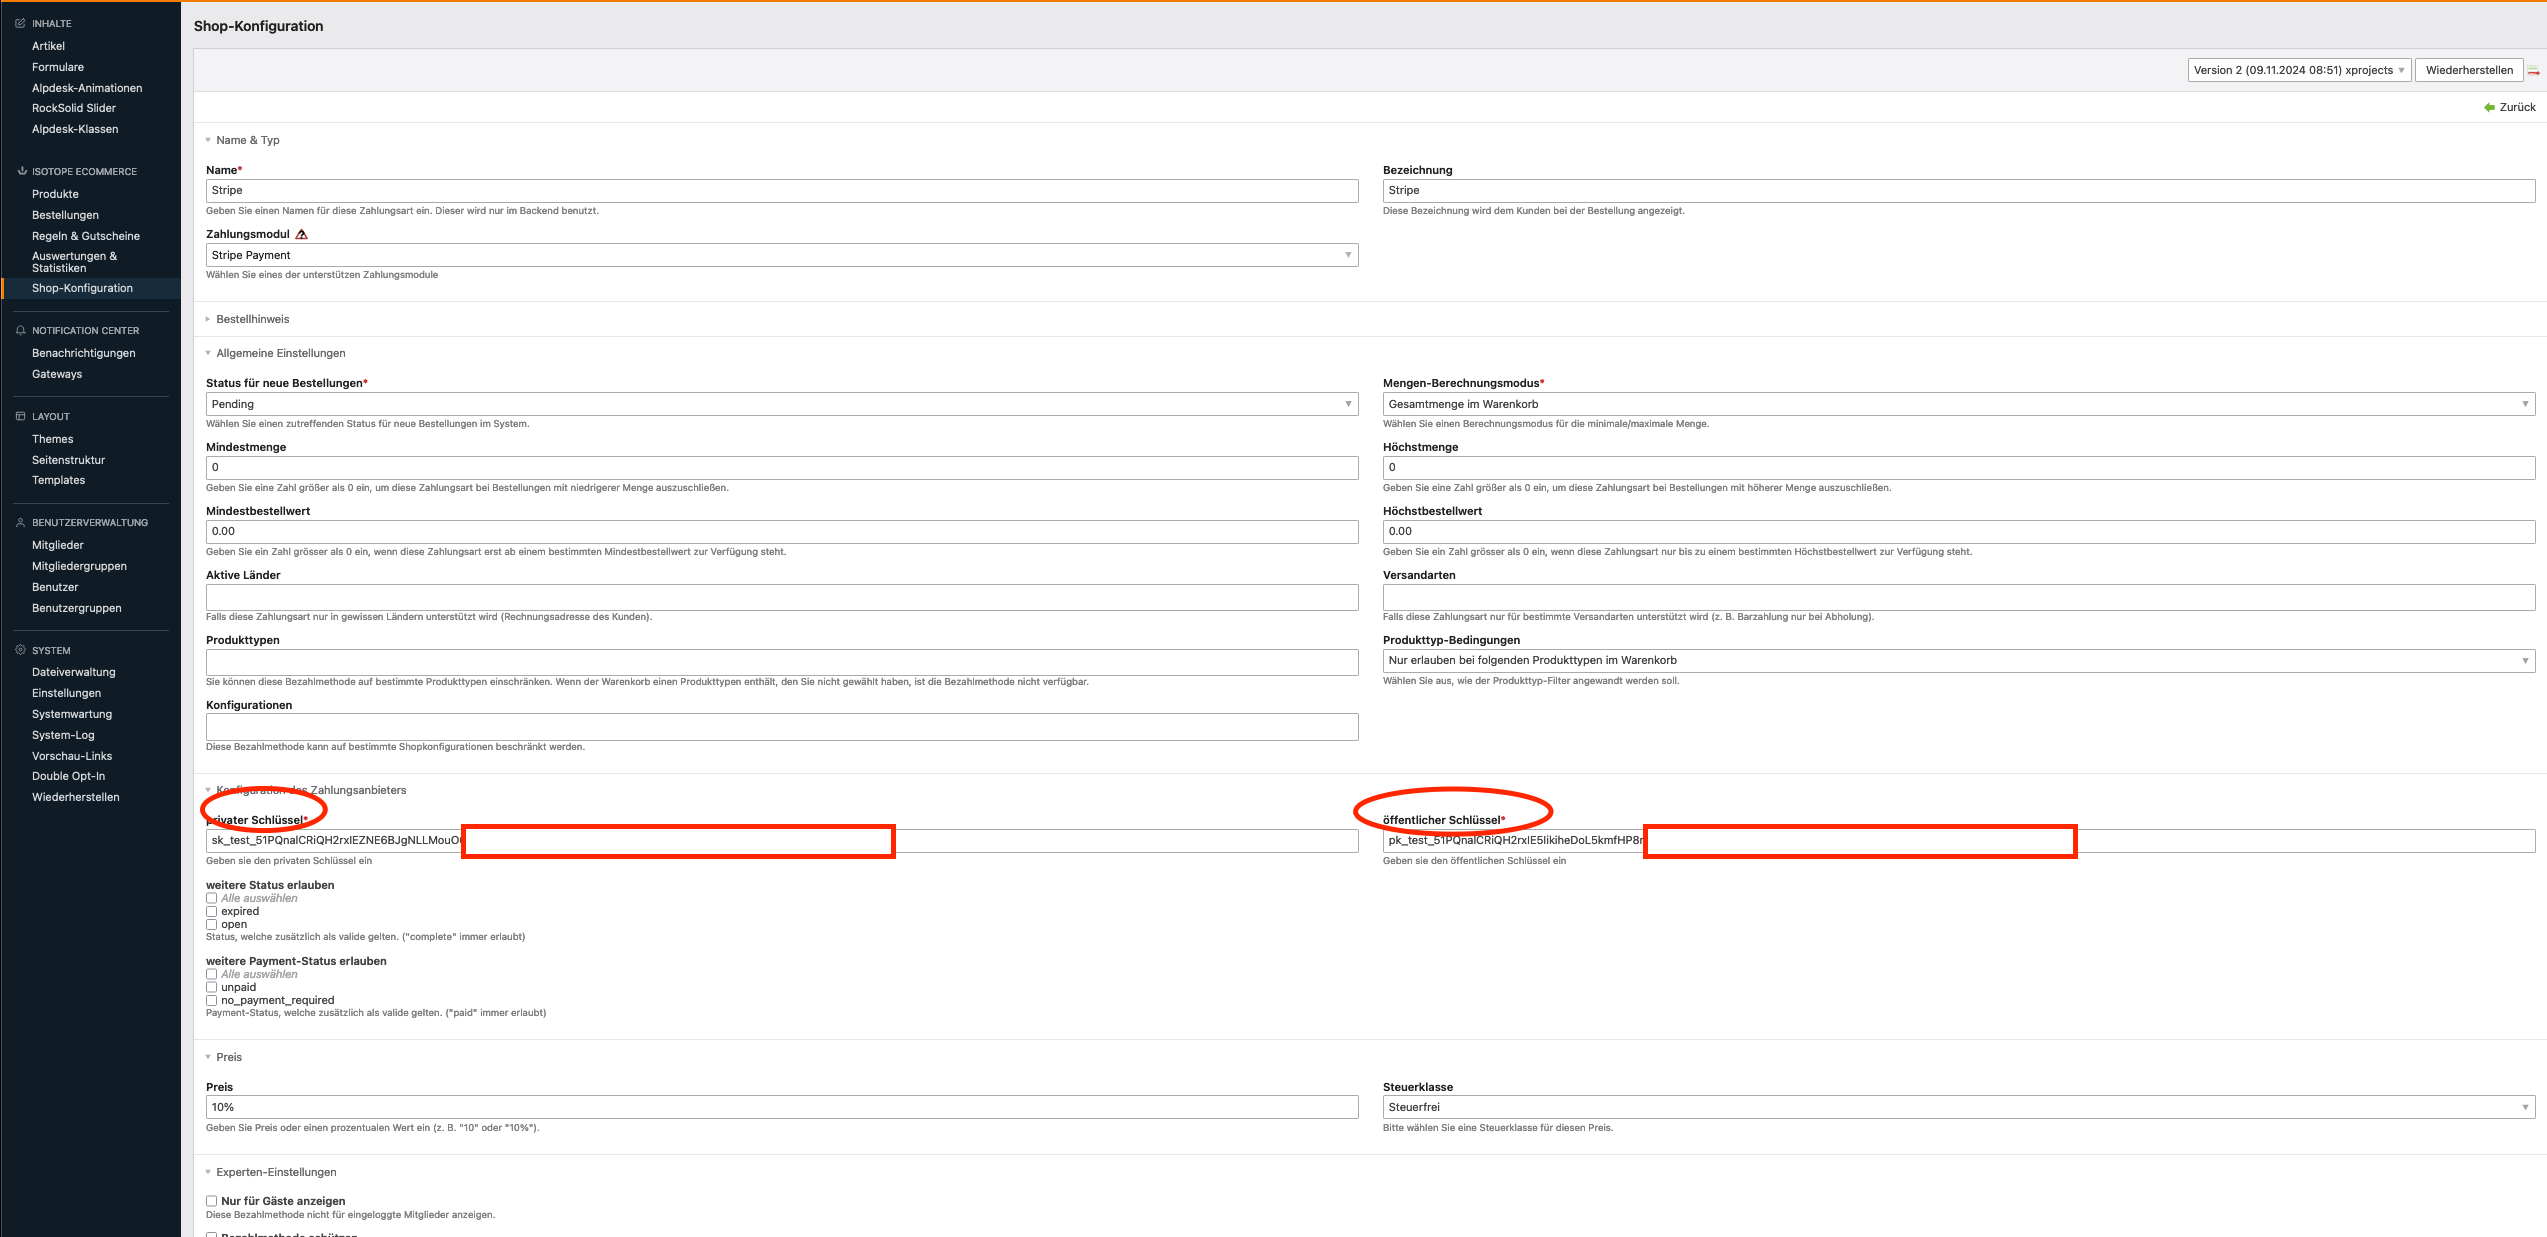 Shop-Konfiguration
INHALTE
Artikel
Formulare
Alpdesk-Animationen
RockSolid Slider
Alpdesk-Klassen
ISOTOPE ECOMMERCE
Produkte
Bestellungen
Regeln & Gutscheine
Auswertungen &
Statistiken
Shop-Konfiguration
NOTIFICATION CENTER
Benachrichtigungen
Gateways
LAYOUT
Themes
Seitenstruktur
Templates
BENUTZERVERWALTUNG
Mitglieder
Mitgliedergruppen
Benutzer
Benutzergruppen
SYSTEM
Dateiverwaltung
Einstellungen
Systemwartung
System-Log
Vorschau-Links
Double Opt-In
Wiederherstellen
Version 2 (09.11.2024 08:51) xprojects Wiederherstellen
Zurück
Name & Typ
Name* Bezeichnung
Stripe Stripe
Geben Sie einen Namen für diese Zahlungsart ein. Dieser wird nur im Backend benutzt. Diese Bezeichnung wird dem Kunden bei der Bestellung angezeigt.
Zahlungsmodul
Stripe Payment
Wählen Sie eines der unterstützen Zahlungsmodule
Bestellhinweis
Allgemeine Einstellungen
Status für neue Bestellungen* Mengen-Berechnungsmodus*
Pending Gesamtmenge im Warenkorb
Wählen Sie einen zutreffenden Status für neue Bestellungen im System. Wählen Sie einen Berechnungsmodus für die minimale/maximale Menge.
Mindestmenge Höchstmenge
0 0
Geben Sie eine Zahl größer als 0 ein, um diese Zahlungsart bei Bestellungen mit niedrigerer Menge auszuschließen. Geben Sie eine Zahl größer als 0 ein, um diese Zahlungsart bei Bestellungen mit höherer Menge auszuschließen.
Mindestbestellwert Höchstbestellwert
0.00 0.00
Geben Sie ein Zahl grösser als 0 ein, wenn diese Zahlungsart erst ab einem bestimmten Mindestbestellwert zur Verfügung steht. Geben Sie ein Zahl grösser als 0 ein, wenn diese Zahlungsart nur bis zu einem bestimmten Höchstbestellwert zur Verfügung steht.
Aktive Länder Versandarten
Falls diese Zahlungsart nur in gewissen Ländern unterstützt wird (Rechnungsadresse des Kunden). Falls diese Zahlungsart nur für bestimmte Versandarten unterstützt wird (z. B. Barzahlung nur bei Abholung).
Produkttypen Produkttyp-Bedingungen
Nur erlauben bei folgenden Produkttypen im Warenkorb
Sie können diese Bezahlmethode auf bestimmte Produkttypen einschränken. Wenn der Warenkorb einen Produkttypen enthält, den Sie nicht gewählt haben, ist die Bezahlmethode nicht verfügbar. Wählen Sie aus, wie der Produkttyp-Filter angewandt werden soll.
Konfigurationen
Diese Bezahlmethode kann auf bestimmte Shopkonfigurationen beschränkt werden.
Konfiguration des Zahlungsanbieters
privater Schlüssel* öffentlicher Schlüssel*
sk_test_51PQnalCRiQH2rxlEZNE6BJgNLLMouO pk_test_51PQnalCRiQH2rxlE5IikiheDoL5kmfHP8
Geben sie den privaten Schlüssel ein Geben sie den öffentlichen Schlüssel ein
weitere Status erlauben
Alle auswählen
expired
open
Status, welche zusätzlich als valide gelten. ("complete" immer erlaubt)
weitere Payment-Status erlauben
Alle auswählen
unpaid
no_payment_required
Payment-Status, welche zusätzlich als valide gelten. ("paid" immer erlaubt)
Preis
Preis Steuerklasse
10% Steuerfrei
Geben Sie Preis oder einen prozentualen Wert ein (z. B. "10" oder "10%"). Bitte wählen Sie eine Steuerklasse für diesen Preis.
Experten-Einstellungen
Nur für Gäste anzeigen
Diese Bezahlmethode nicht für eingeloggte Mitglieder anzeigen.